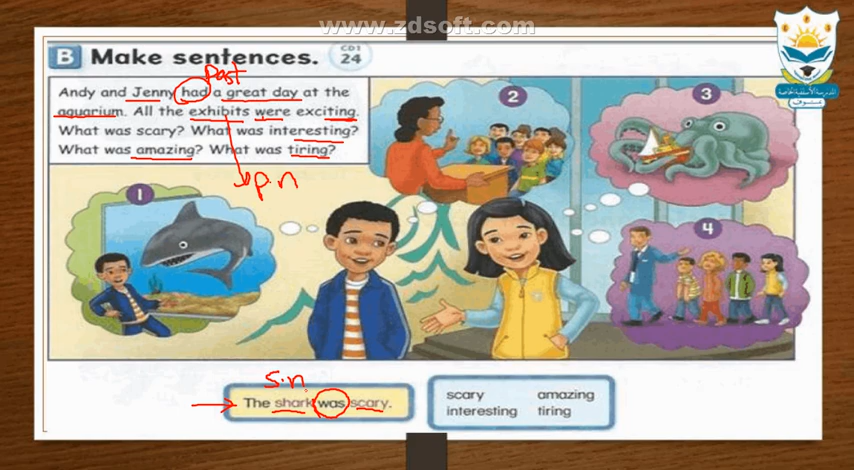 www.zdsoft.com
B Make sentences.
CD1
24
past
Andy and Jenny had a great day at the
aquarium. All the exhibits were exciting.
What was scary? What was interesting?
What was amazing? What was tiring?
p.n
1
2
3
4
s.n.
The shark was scary.
scary amazing
interesting tiring
منوف